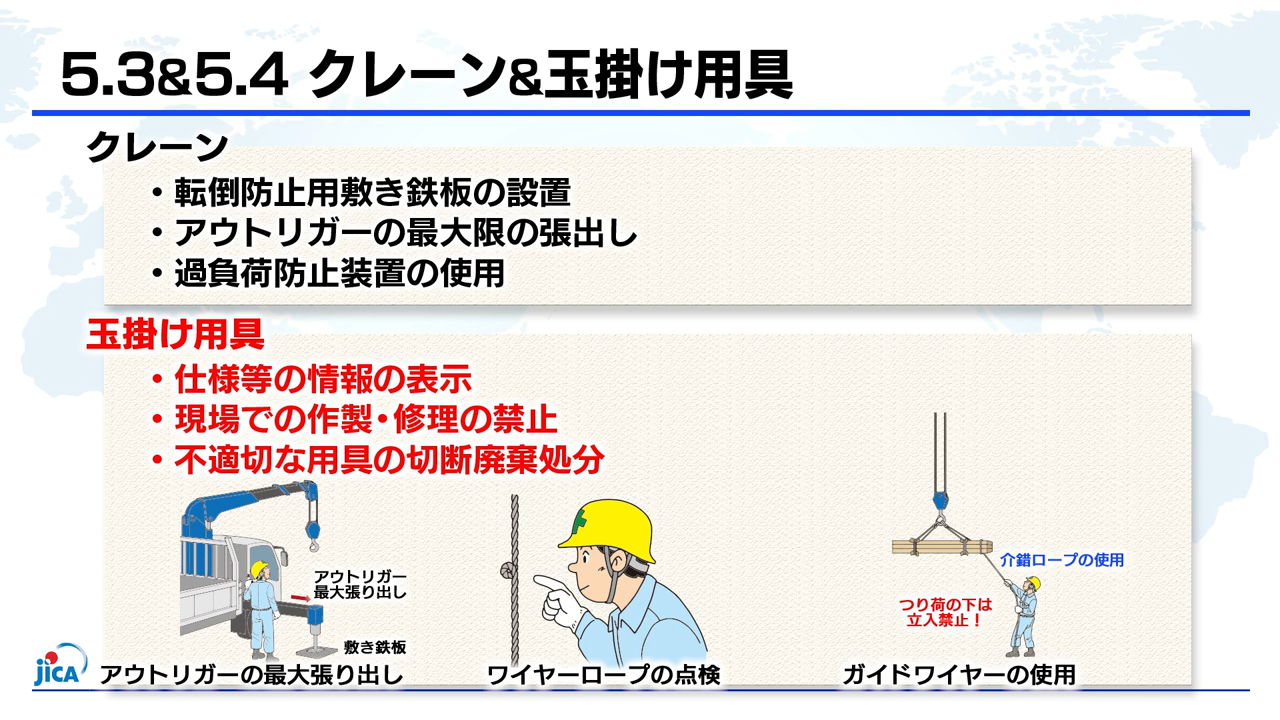 5.3&5.4 クレーン&玉掛け用具
クレーン
・転倒防止用敷き鉄板の設置
・アウトリガーの最大限の張出し
・過負荷防止装置の使用
玉掛け用具
・仕様等の情報の表示
・現場での作製・修理の禁止
・不適切な用具の切断廃棄処分
アウトリガー
最大張り出し
敷き鉄板
アウトリガーの最大張り出し
ワイヤーロープの点検
介錯ロープの使用
つり荷の下は
立入禁止！
ガイドワイヤーの使用
JICA